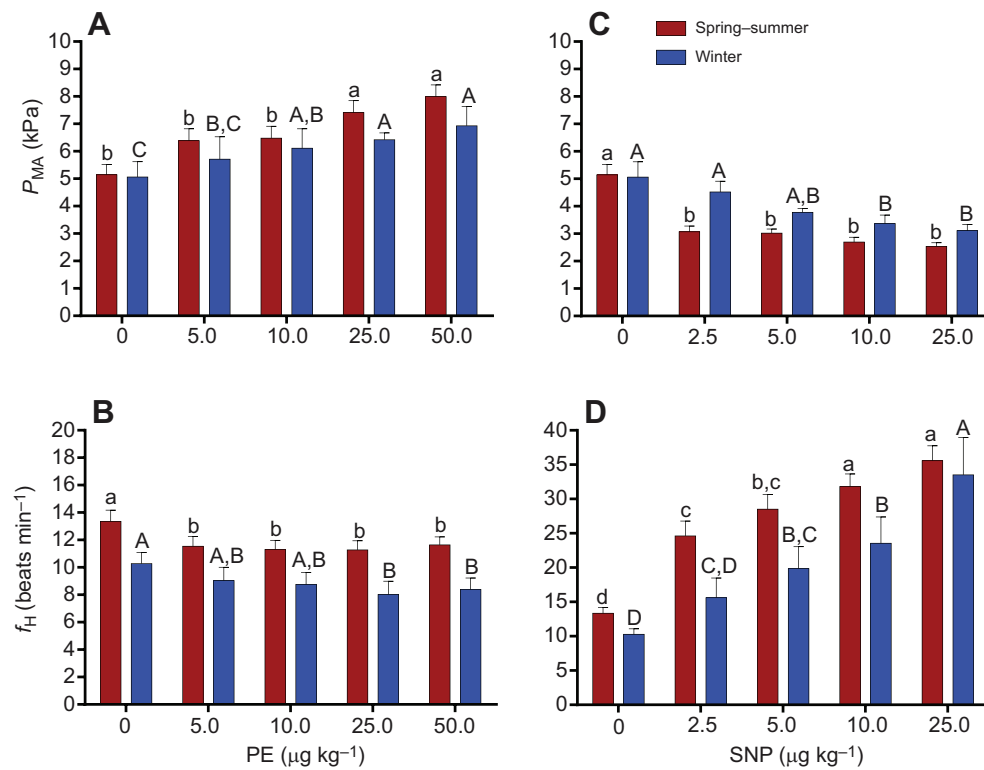 A
10
9
8
7
6
5
4
3
2
1
0
P_MA (kPa)
b
C
b
B,C
b
A,B
a
A
a
A
0
5.0
10.0
25.0
50.0
C
Spring–summer
Winter
10
9
8
7
6
5
4
3
2
1
0
a
A
b
A
b
A,B
b
B
b
B
0
2.5
5.0
10.0
25.0
B
20
18
16
14
12
10
8
6
4
2
0
f_H (beats min⁻¹)
a
A
b
A,B
b
A,B
b
B
b
B
0
5.0
10.0
25.0
50.0
PE (μg kg⁻¹)
D
40
35
30
25
20
15
10
5
0
d
D
c
C,D
b,c
B,C
a
B
a
A
0
2.5
5.0
10.0
25.0
SNP (μg kg⁻¹)